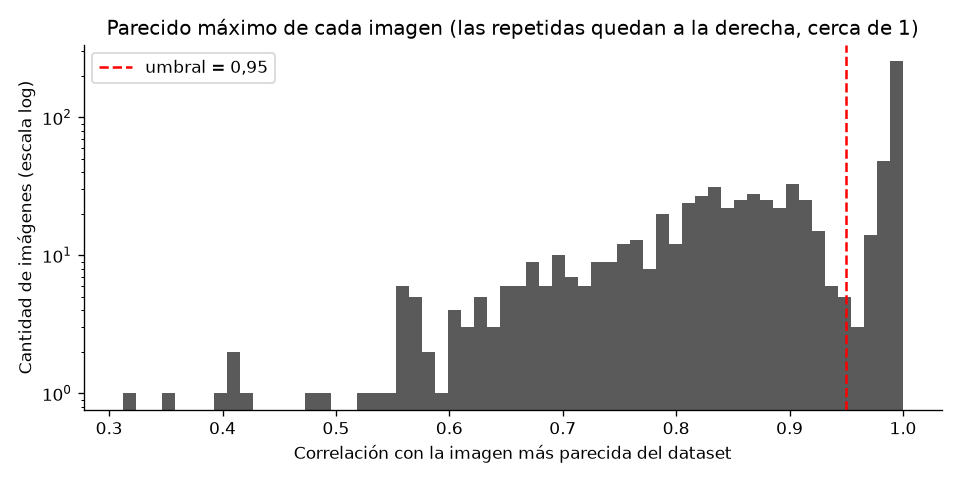 Parecido máximo de cada imagen (las repetidas quedan a la derecha, cerca de 1)
umbral = 0,95
Cantidad de imágenes (escala log)
10²
10¹
10⁰
0.3 0.4 0.5 0.6 0.7 0.8 0.9 1.0
Correlación con la imagen más parecida del dataset